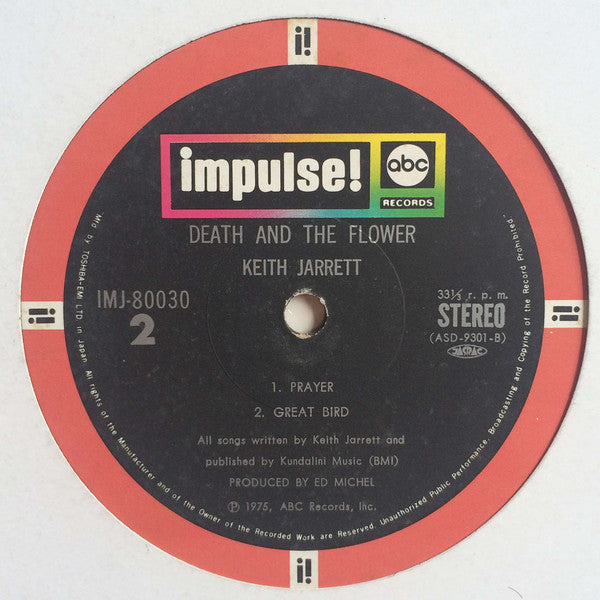 i!
impulse!
abc
RECORDS
DEATH AND THE FLOWER
KEITH JARRETT
IMJ-80030
2
33⅓ r. p. m.
STEREO
(ASD-9301-B)
JASRAC
1. PRAYER
2. GREAT BIRD
All songs written by Keith Jarrett and
published by Kundalini Music (BMI)
PRODUCED BY ED MICHEL
℗ 1975, ABC Records, Inc.
Mfd by TOSHIBA-EMI LTD in Japan. All rights of the Manufacturer and of the Owner of the Recorded Work are Reserved. Unauthorized Public Performance, Broadcasting and Copying of the Record Prohibited.
i!
i!
i!